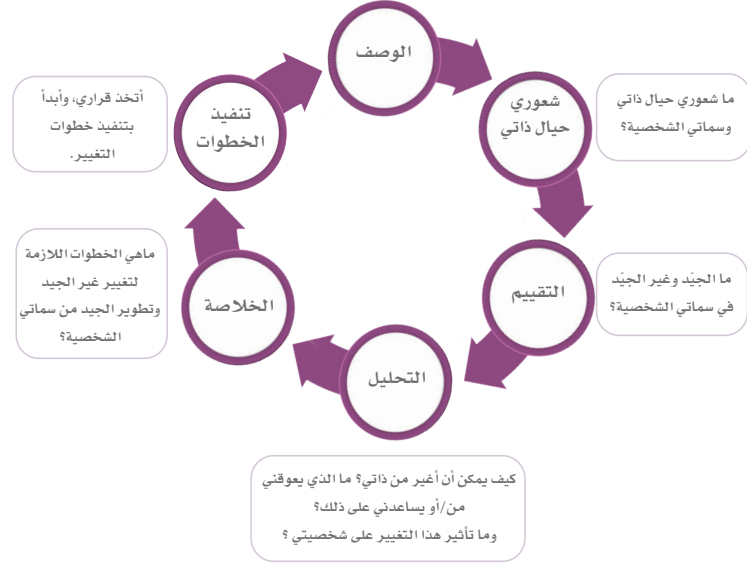 الوصف
شعوري
حيال ذاتي
ما شعوري حيال ذاتي
وسماتي الشخصية؟
التقييم
ما الجيّد وغير الجيّد
في سماتي الشخصية؟
التحليل
كيف يمكن أن أغير من ذاتي؟ ما الذي يعوقني
من/أو يساعدني على ذلك؟
وما تأثير هذا التغيير على شخصيتي ؟
الخلاصة
ماهي الخطوات اللازمة
لتغيير غير الجيد
وتطوير الجيد من سماتي
الشخصية؟
تنفيذ
الخطوات
أتخذ قراري، وأبدأ
بتنفيذ خطوات
التغيير.